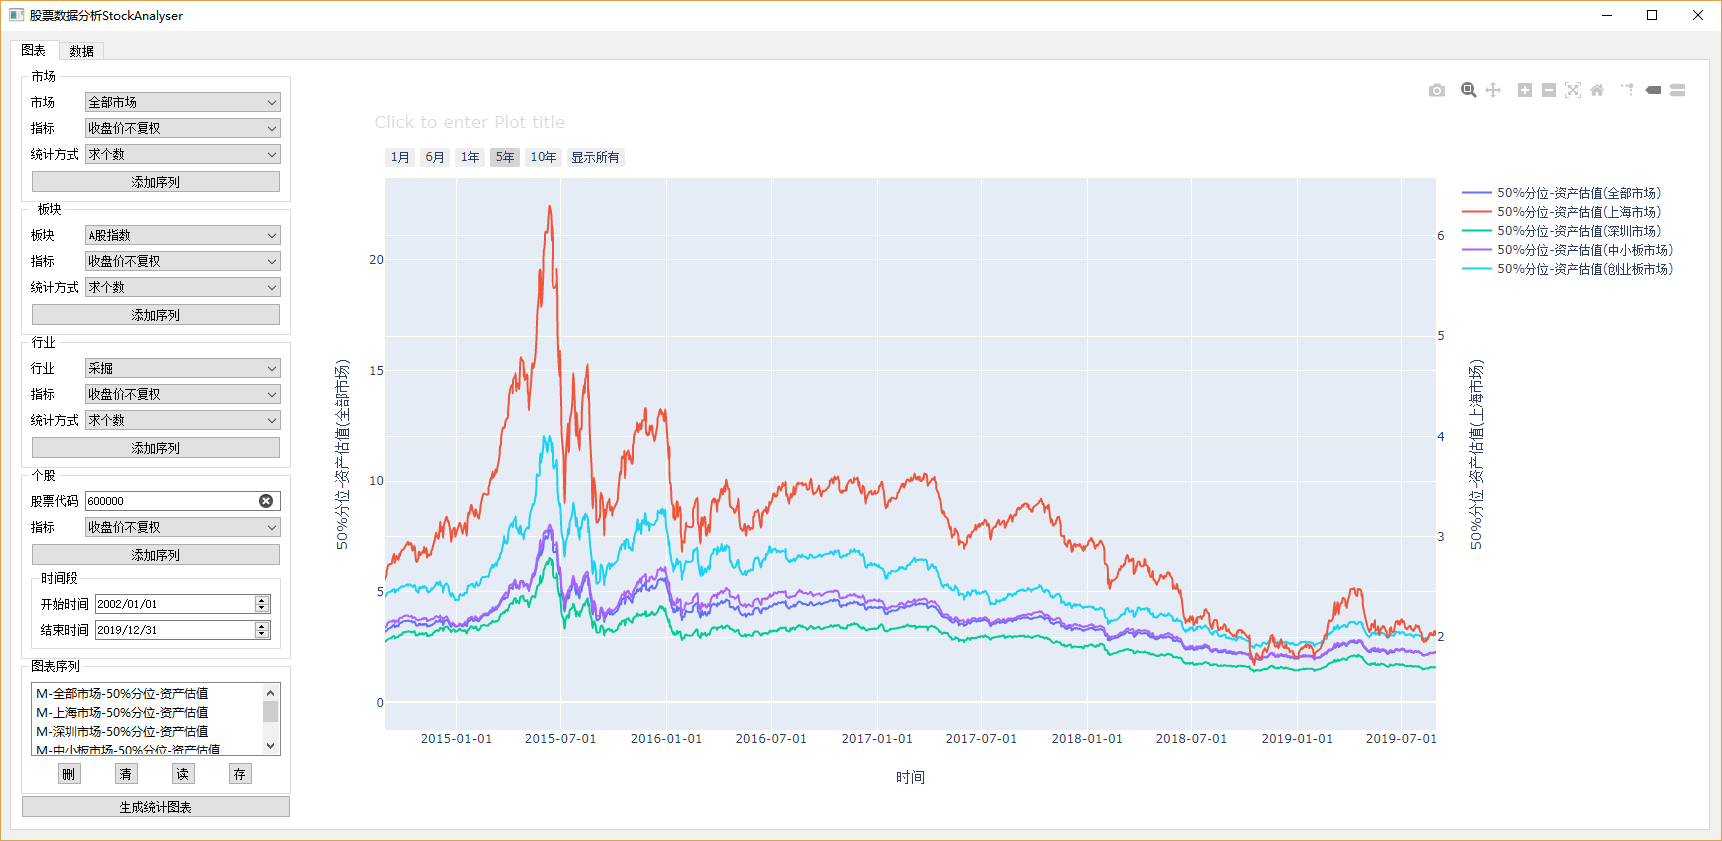 股票数据分析StockAnalyser
图表 数据
市场
市场 全部市场
指标 收盘价不复权
统计方式 求个数
添加序列
板块
板块 A股指数
指标 收盘价不复权
统计方式 求个数
添加序列
行业
行业 采掘
指标 收盘价不复权
统计方式 求个数
添加序列
个股
股票代码 600000
指标 收盘价不复权
添加序列
时间段
开始时间 2002/01/01
结束时间 2019/12/31
图表序列
M-全部市场-50%分位-资产估值
M-上海市场-50%分位-资产估值
M-深圳市场-50%分位-资产估值
M-中小板市场-50%分位-资产估值
删 清 读 存
生成统计图表
Click to enter Plot title
1月 6月 1年 5年 10年 显示所有
50%分位-资产估值(全部市场)
20
15
10
5
0
6
5
4
3
2
50%分位-资产估值(上海市场)
2015-01-01 2015-07-01 2016-01-01 2016-07-01 2017-01-01 2017-07-01 2018-01-01 2018-07-01 2019-01-01 2019-07-01
时间
50%分位-资产估值(全部市场)
50%分位-资产估值(上海市场)
50%分位-资产估值(深圳市场)
50%分位-资产估值(中小板市场)
50%分位-资产估值(创业板市场)